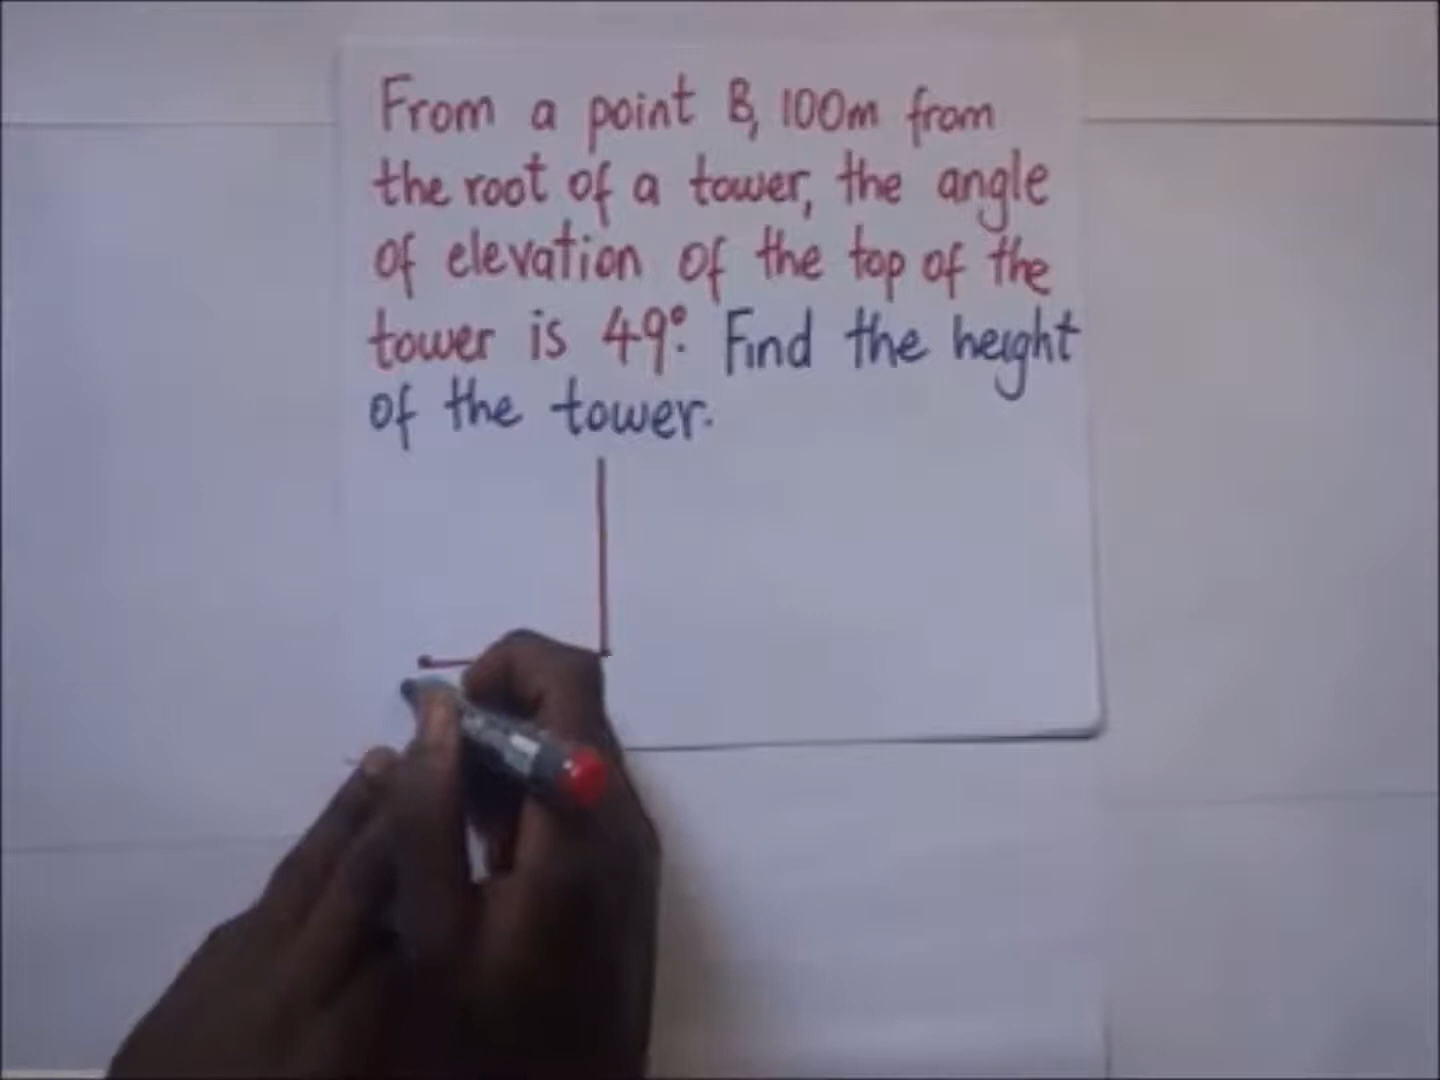 From a point B, 100m from
the root of a tower, the angle
of elevation of the top of the
tower is 49°. Find the height
of the tower.